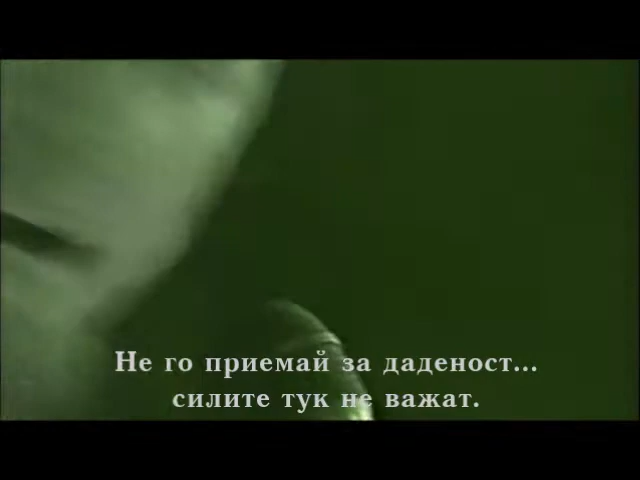 Не го приемай за даденост...
силите тук не важат.